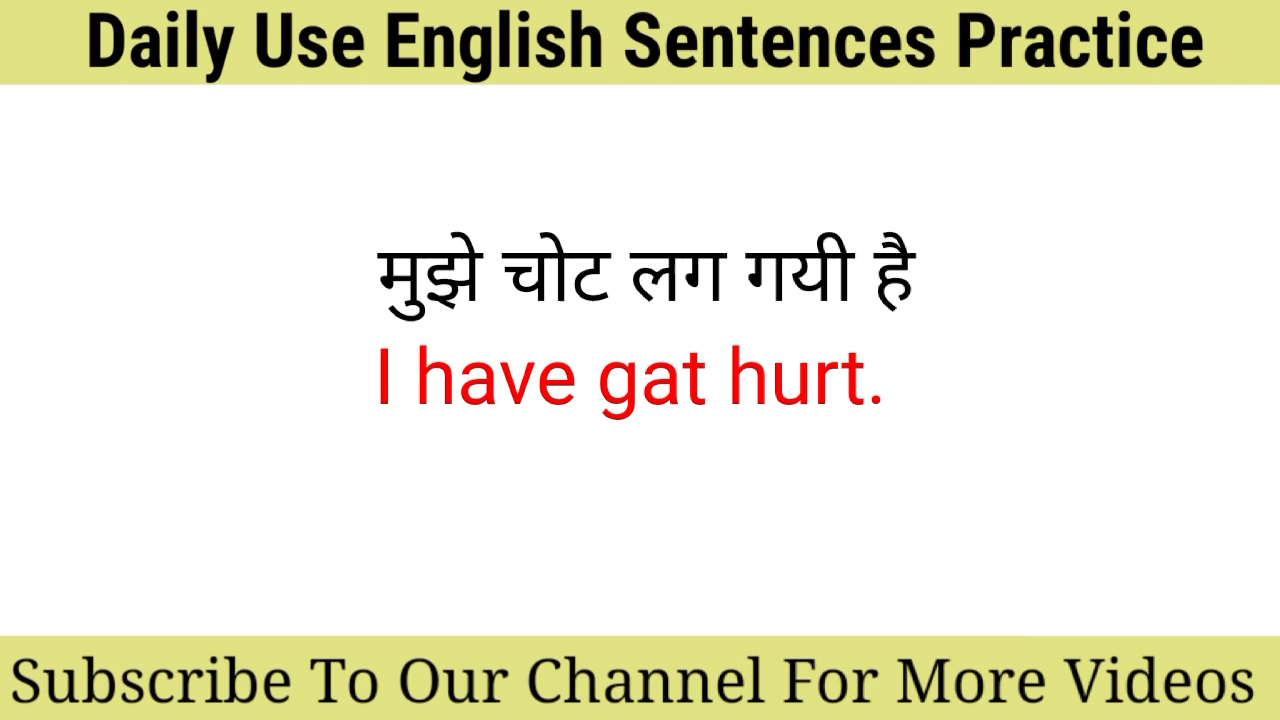 Daily Use English Sentences Practice
मुझे चोट लग गयी है
I have gat hurt.
Subscribe To Our Channel For More Videos